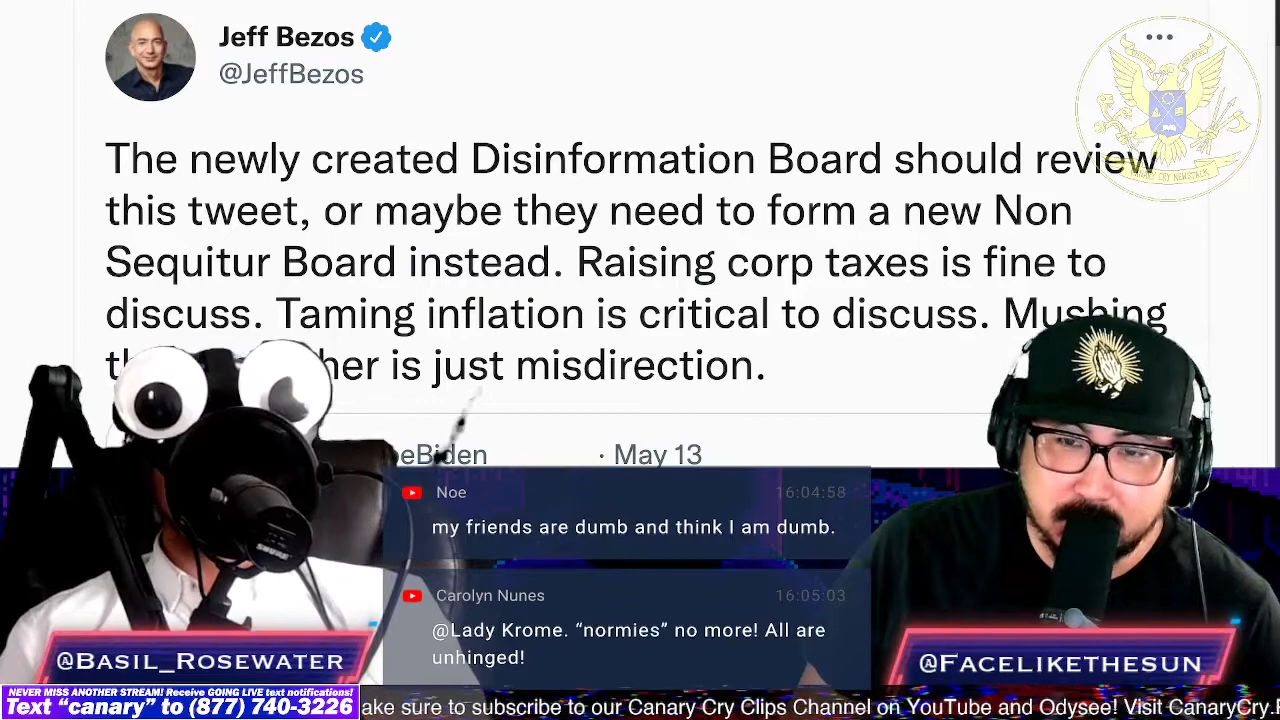 Jeff Bezos
@JeffBezos
The newly created Disinformation Board should review
this tweet, or maybe they need to form a new Non
Sequitur Board instead. Raising corp taxes is fine to
discuss. Taming inflation is critical to discuss. Mushing
is just misdirection.
· May 13
CANARY CRY NEWSTALK
Noe
16:04:58
my friends are dumb and think I am dumb.
Carolyn Nunes
16:05:03
@Lady Krome. “normies” no more! All are
unhinged!
SHURE
@BASIL_ROSEWATER
@FACELIKETHESUN
NEVER MISS ANOTHER STREAM! Receive GOING LIVE text notifications!
Text “canary” to (877) 740-3226
ake sure to subscribe to our Canary Cry Clips Channel on YouTube and Odysee! Visit CanaryCry.